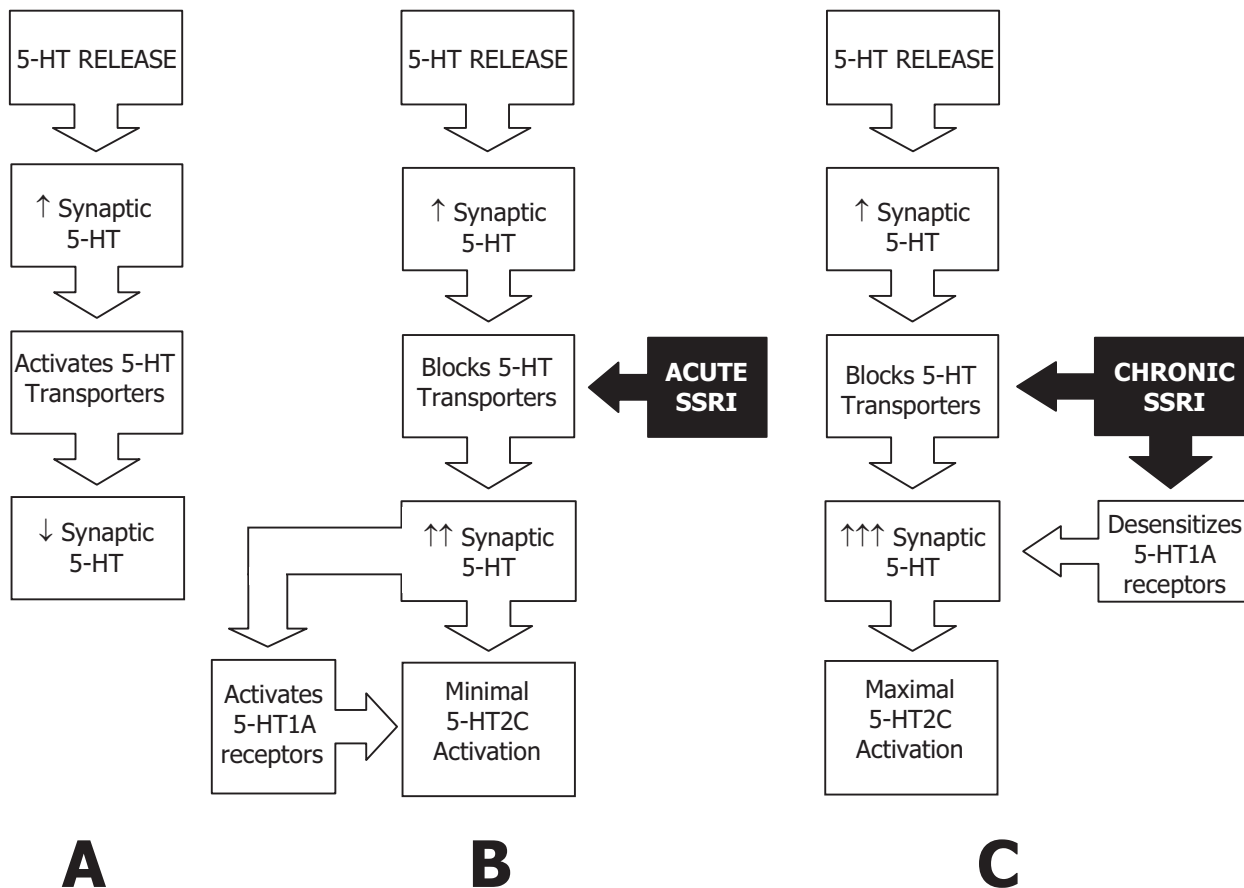 5-HT RELEASE
↑ Synaptic
5-HT
Activates 5-HT
Transporters
↓ Synaptic
5-HT
A
5-HT RELEASE
↑ Synaptic
5-HT
Blocks 5-HT
Transporters
ACUTE
SSRI
↑↑ Synaptic
5-HT
Activates
5-HT1A
receptors
Minimal
5-HT2C
Activation
B
5-HT RELEASE
↑ Synaptic
5-HT
Blocks 5-HT
Transporters
CHRONIC
SSRI
↑↑↑ Synaptic
5-HT
Desensitizes
5-HT1A
receptors
Maximal
5-HT2C
Activation
C